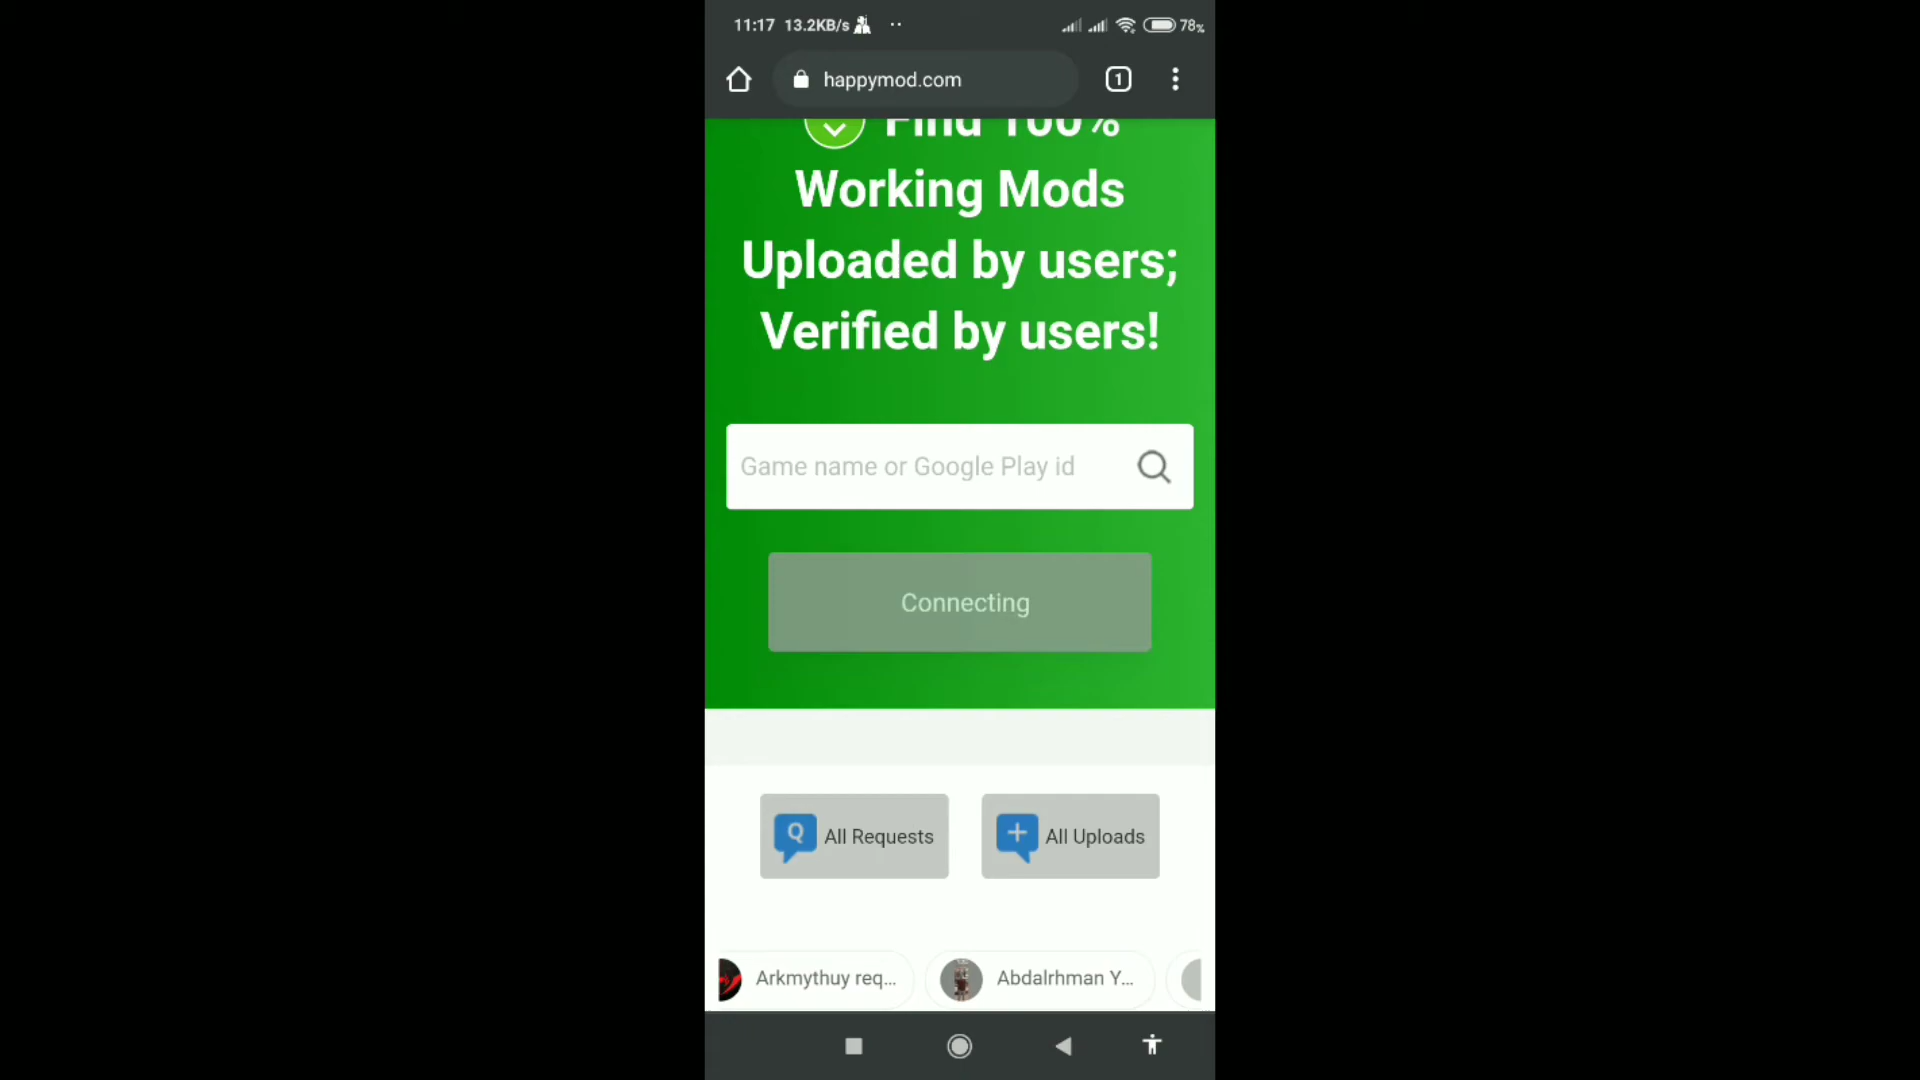 11:17 13.2KB/s 78%
happymod.com 1
Find 100%
Working Mods
Uploaded by users;
Verified by users!
Game name or Google Play id
Connecting
Q All Requests + All Uploads
Arkmythuy req... Abdalrhman Y...